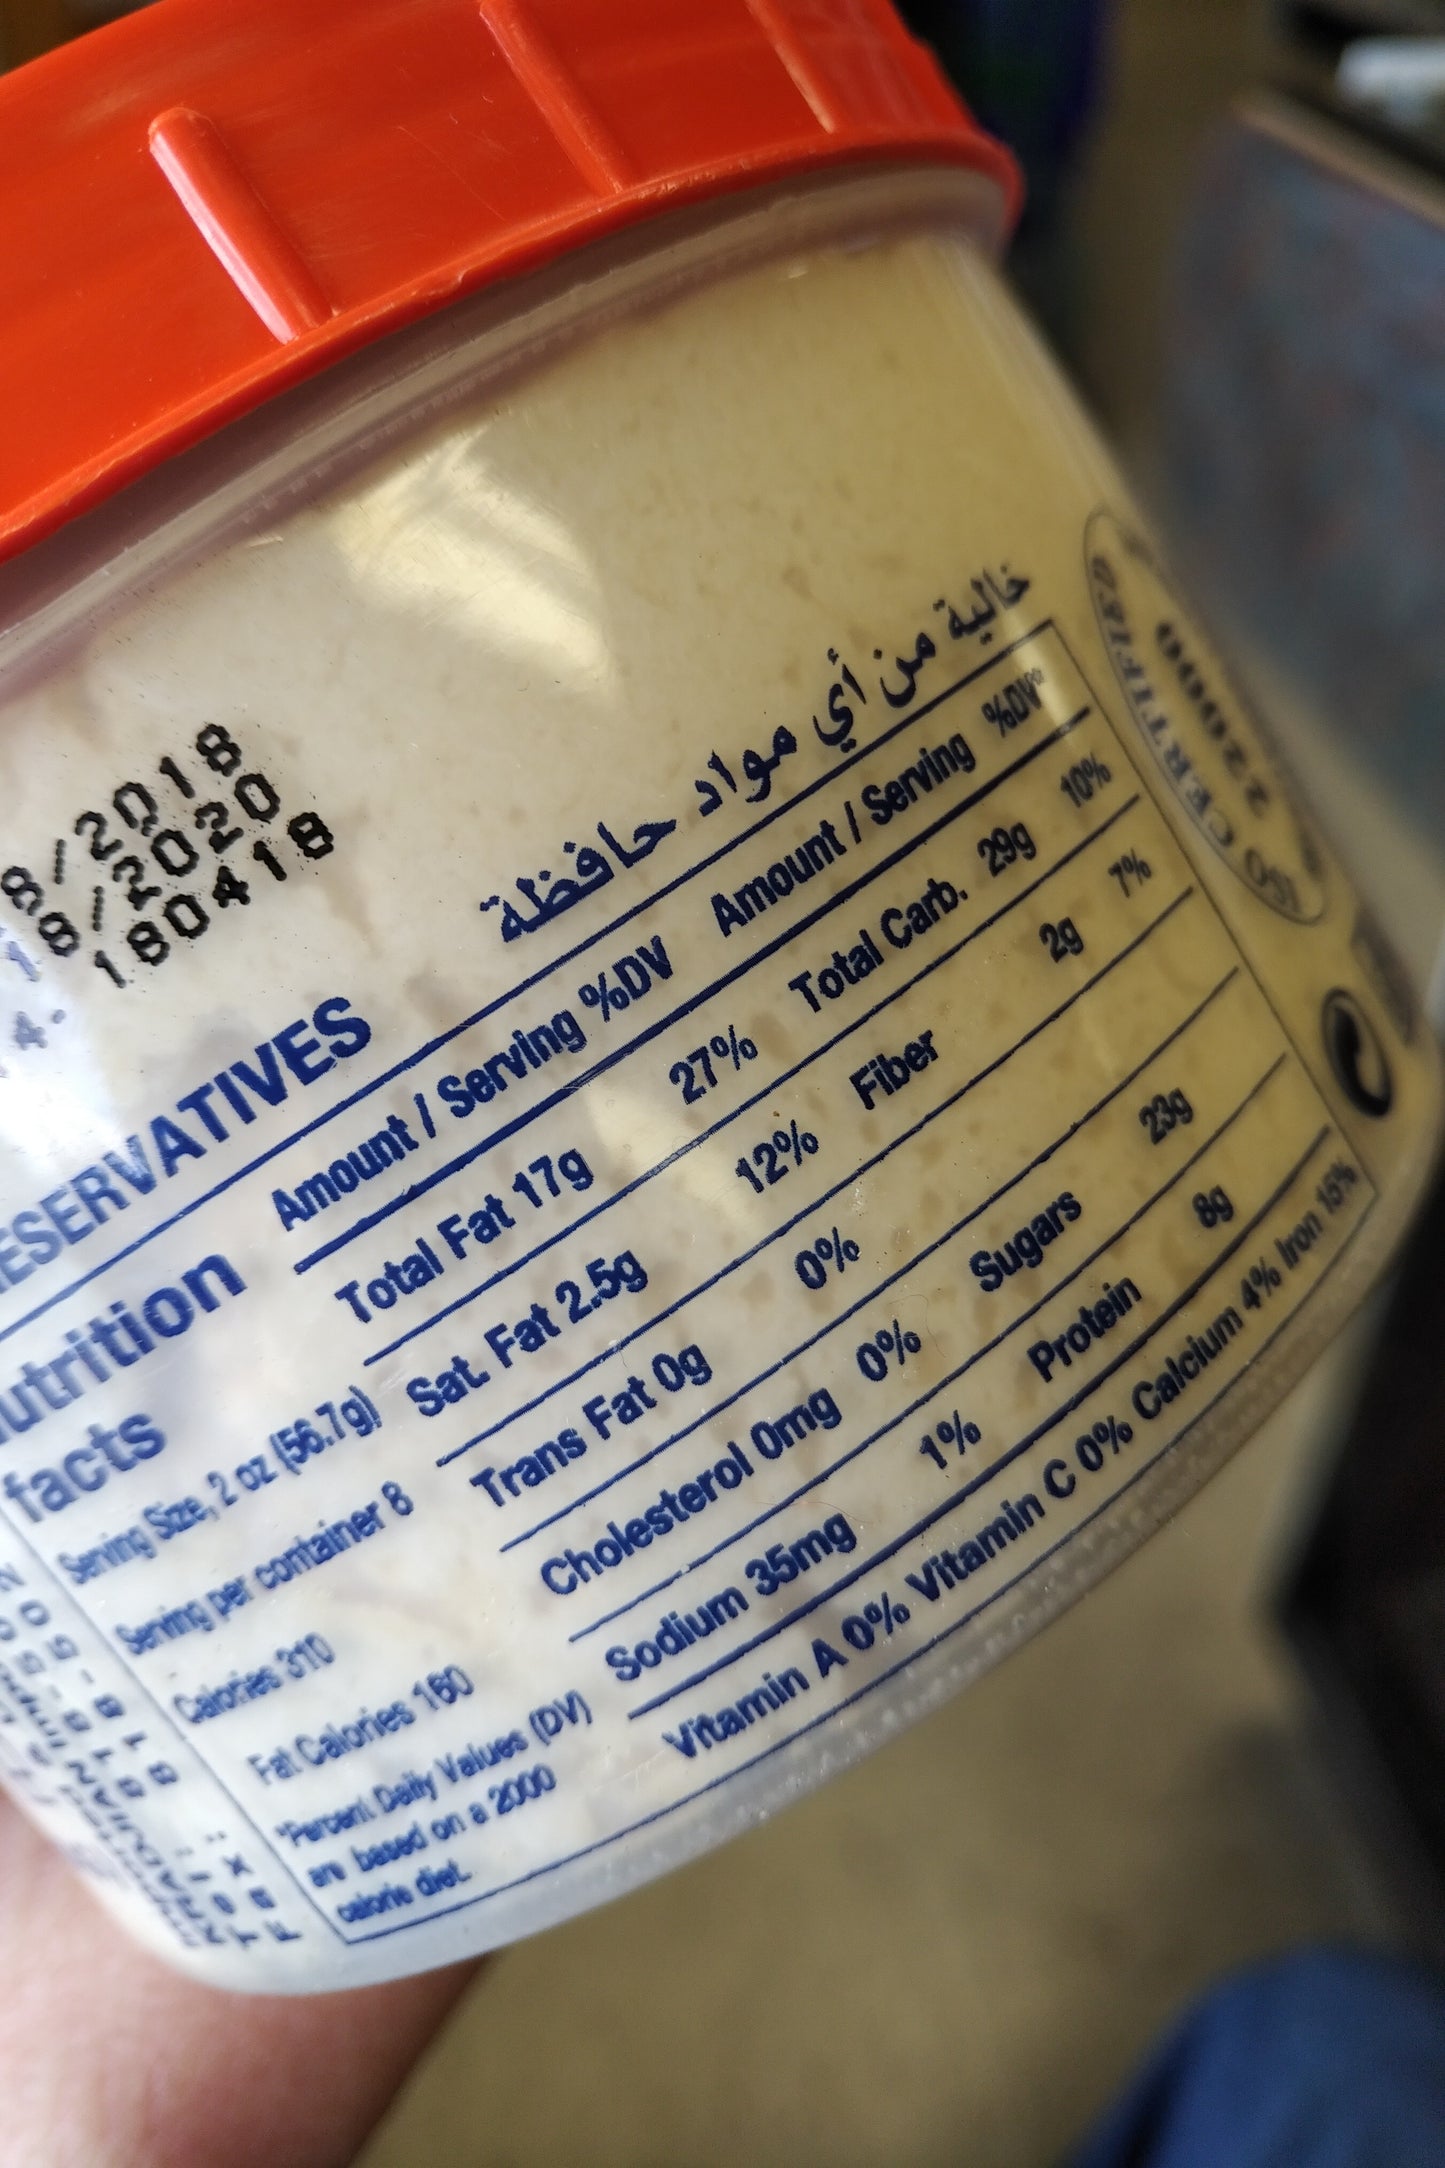 8/2018
18/2020
180418
خالية من أي مواد حافظة
ESERVATIVES
utrition
facts
Serving Size, 2 oz (56.7g)
Serving per container 8
Calories 310
Fat Calories 160
*Percent Daily Values (DV)
are based on a 2000
calorie diet.
Amount / Serving %DV Amount / Serving %DV*
Total Fat 17g 27% Total Carb. 29g 10%
Sat. Fat 2.5g 12% Fiber 2g 7%
Trans Fat 0g 0%
Cholesterol 0mg 0% Sugars 23g
Sodium 35mg 1% Protein 8g
Vitamin A 0% Vitamin C 0% Calcium 4% Iron 15%
ISO CERTIFIED
22000